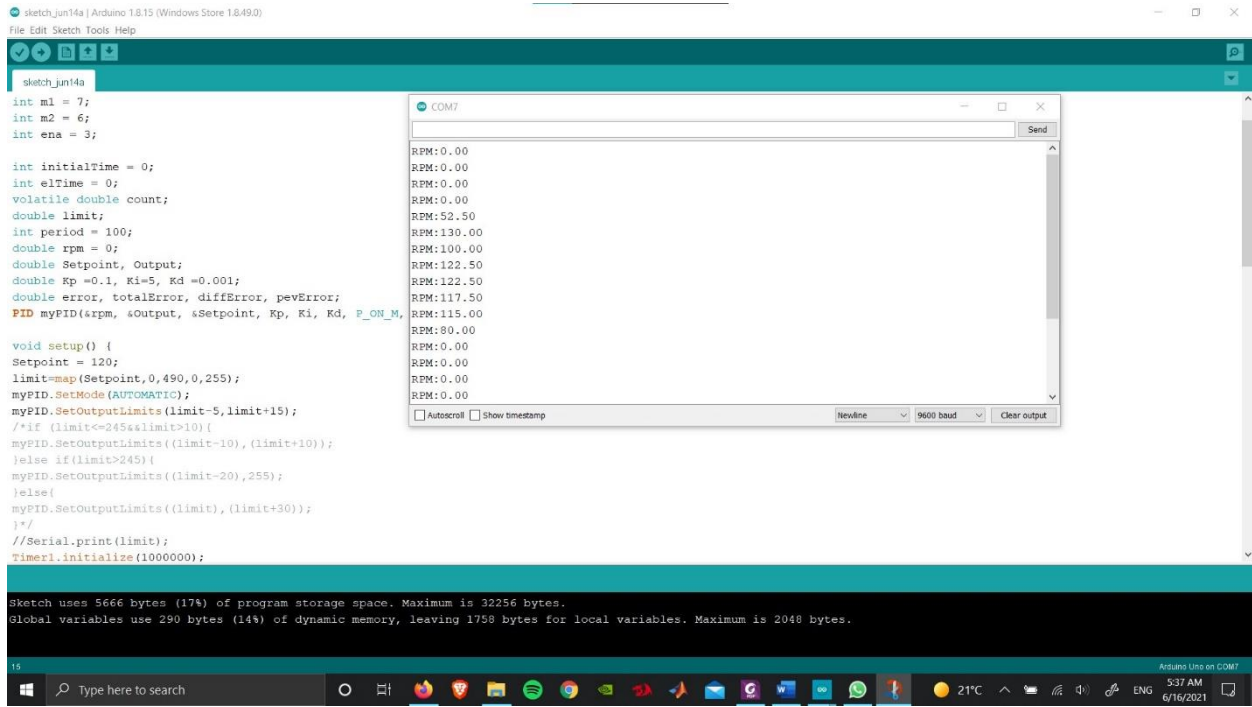 sketch_jun14a | Arduino 1.8.15 (Windows Store 1.8.49.0)
File Edit Sketch Tools Help
sketch_jun14a
int m1 = 7;
int m2 = 6;
int ena = 3;
int initialTime = 0;
int elTime = 0;
volatile double count;
double limit;
int period = 100;
double rpm = 0;
double Setpoint, Output;
double Kp =0.1, Ki=5, Kd =0.001;
double error, totalError, diffError, pevError;
PID myPID(&rpm, &Output, &Setpoint, Kp, Ki, Kd, P_ON_M,
void setup() {
Setpoint = 120;
limit=map(Setpoint,0,490,0,255);
myPID.SetMode(AUTOMATIC);
myPID.SetOutputLimits(limit-5,limit+15);
/*if (limit<=245&&limit>10){
myPID.SetOutputLimits((limit-10),(limit+10));
}else if(limit>245){
myPID.SetOutputLimits((limit-20),255);
}else{
myPID.SetOutputLimits((limit),(limit+30));
}*/
//Serial.print(limit);
Timer1.initialize(1000000);
COM7
Send
RPM:0.00
RPM:0.00
RPM:0.00
RPM:0.00
RPM:52.50
RPM:130.00
RPM:100.00
RPM:122.50
RPM:122.50
RPM:117.50
RPM:115.00
RPM:80.00
RPM:0.00
RPM:0.00
RPM:0.00
RPM:0.00
Autoscroll Show timestamp Newline 9600 baud Clear output
Sketch uses 5666 bytes (17%) of program storage space. Maximum is 32256 bytes.
Global variables use 290 bytes (14%) of dynamic memory, leaving 1758 bytes for local variables. Maximum is 2048 bytes.
15 Arduino Uno on COM7
Type here to search 21°C ENG 5:37 AM
6/16/2021